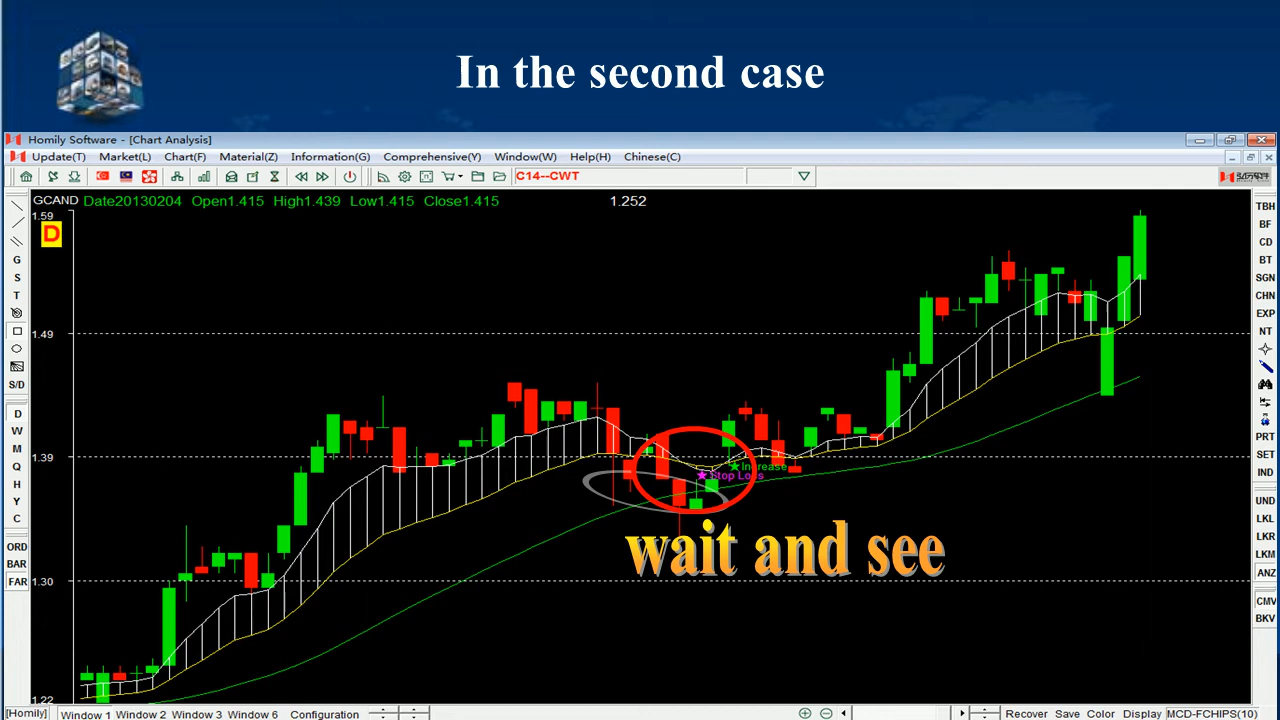 In the second case
Homily Software - [Chart Analysis]
Update(T) Market(L) Chart(F) Material(Z) Information(G) Comprehensive(Y) Window(W) Help(H) Chinese(C)
C14--CWT
GCAND Date20130204 Open1.415 High1.439 Low1.415 Close1.415 1.252
1.59
D
1.49
1.39
1.30
1.22
Increase
Stop Loss
wait and see
G
S
T
S/D
D
W
M
Q
H
Y
C
ORD
BAR
FAR
TBH
BF
CD
BT
SGN
CHN
EXP
NT
PRT
SET
IND
UND
LKL
LKR
LKM
ANZ
CMV
BKV
[Homily] Window 1 Window 2 Window 3 Window 6 Configuration Recover Save Color Display MCD-FCHIPS(10)